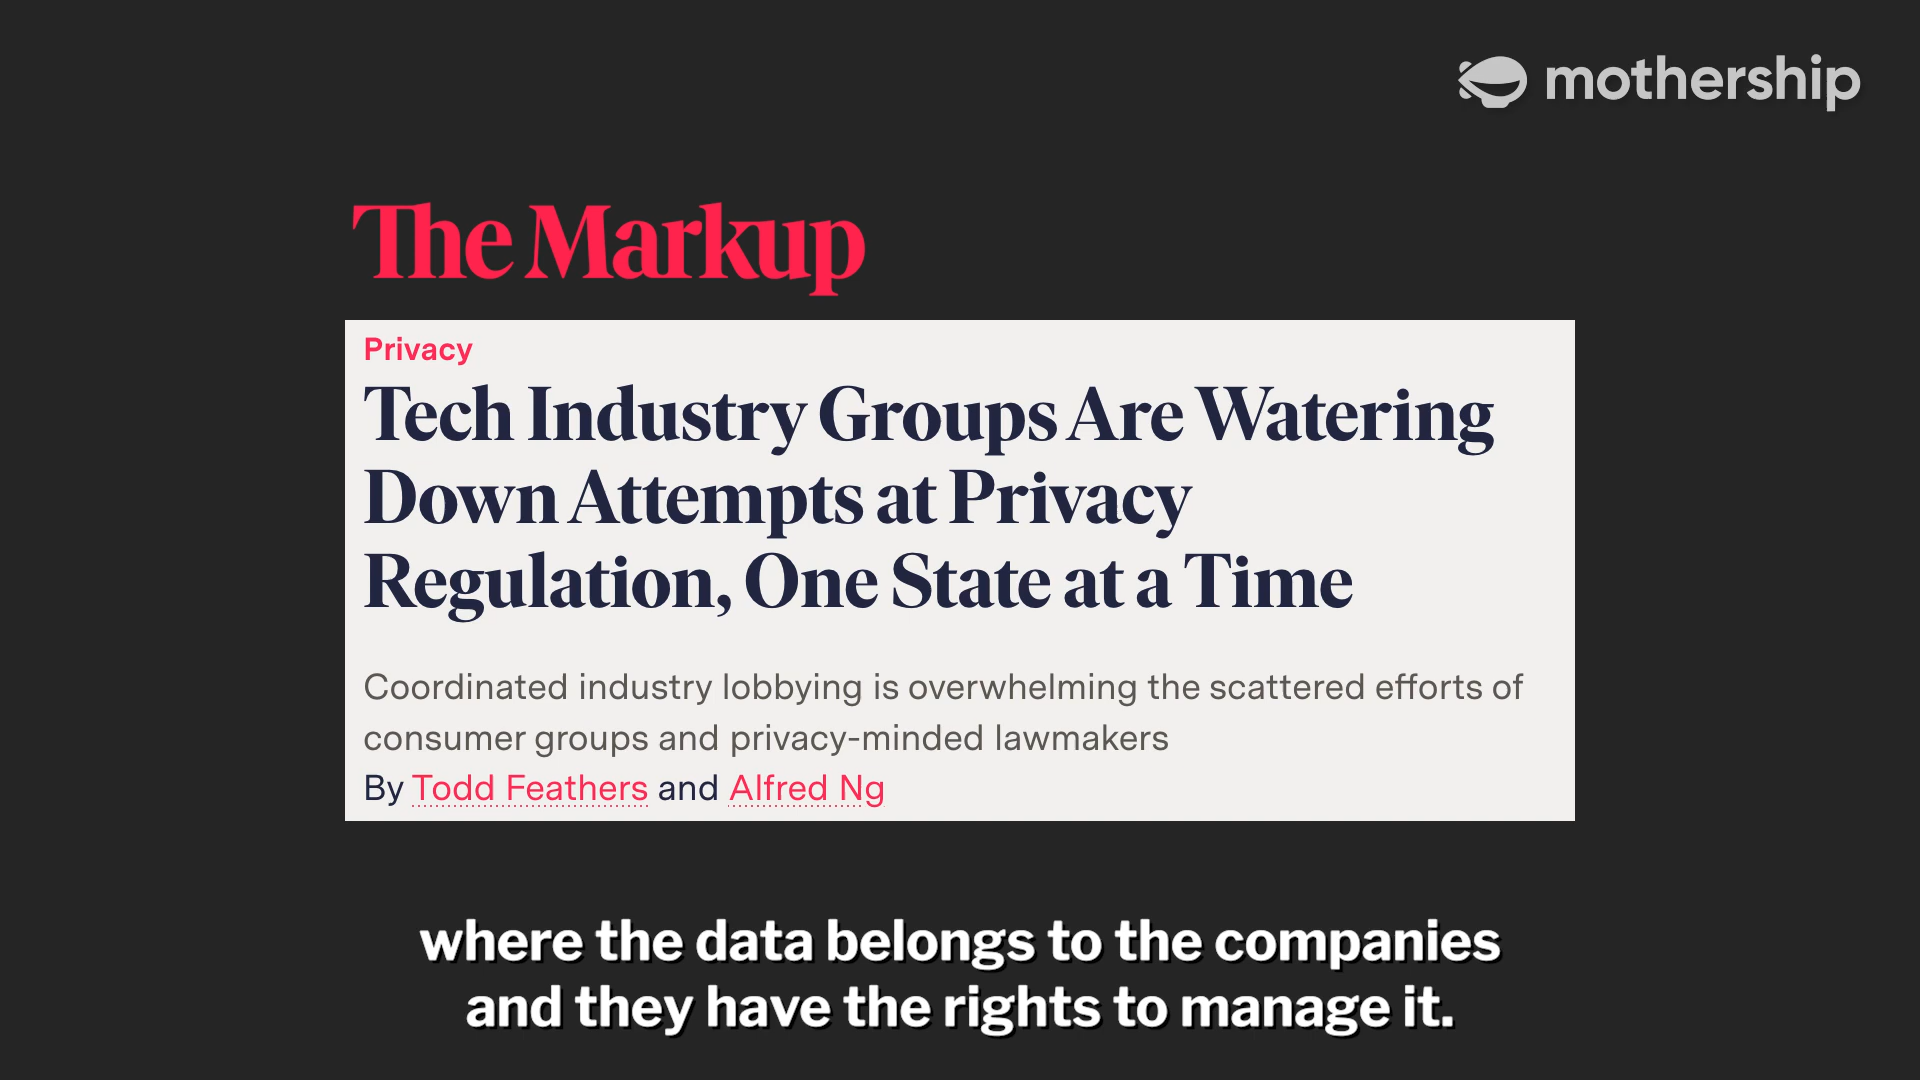 mothership
The Markup
Privacy
Tech Industry Groups Are Watering
Down Attempts at Privacy
Regulation, One State at a Time
Coordinated industry lobbying is overwhelming the scattered efforts of
consumer groups and privacy-minded lawmakers
By Todd Feathers and Alfred Ng
where the data belongs to the companies
and they have the rights to manage it.